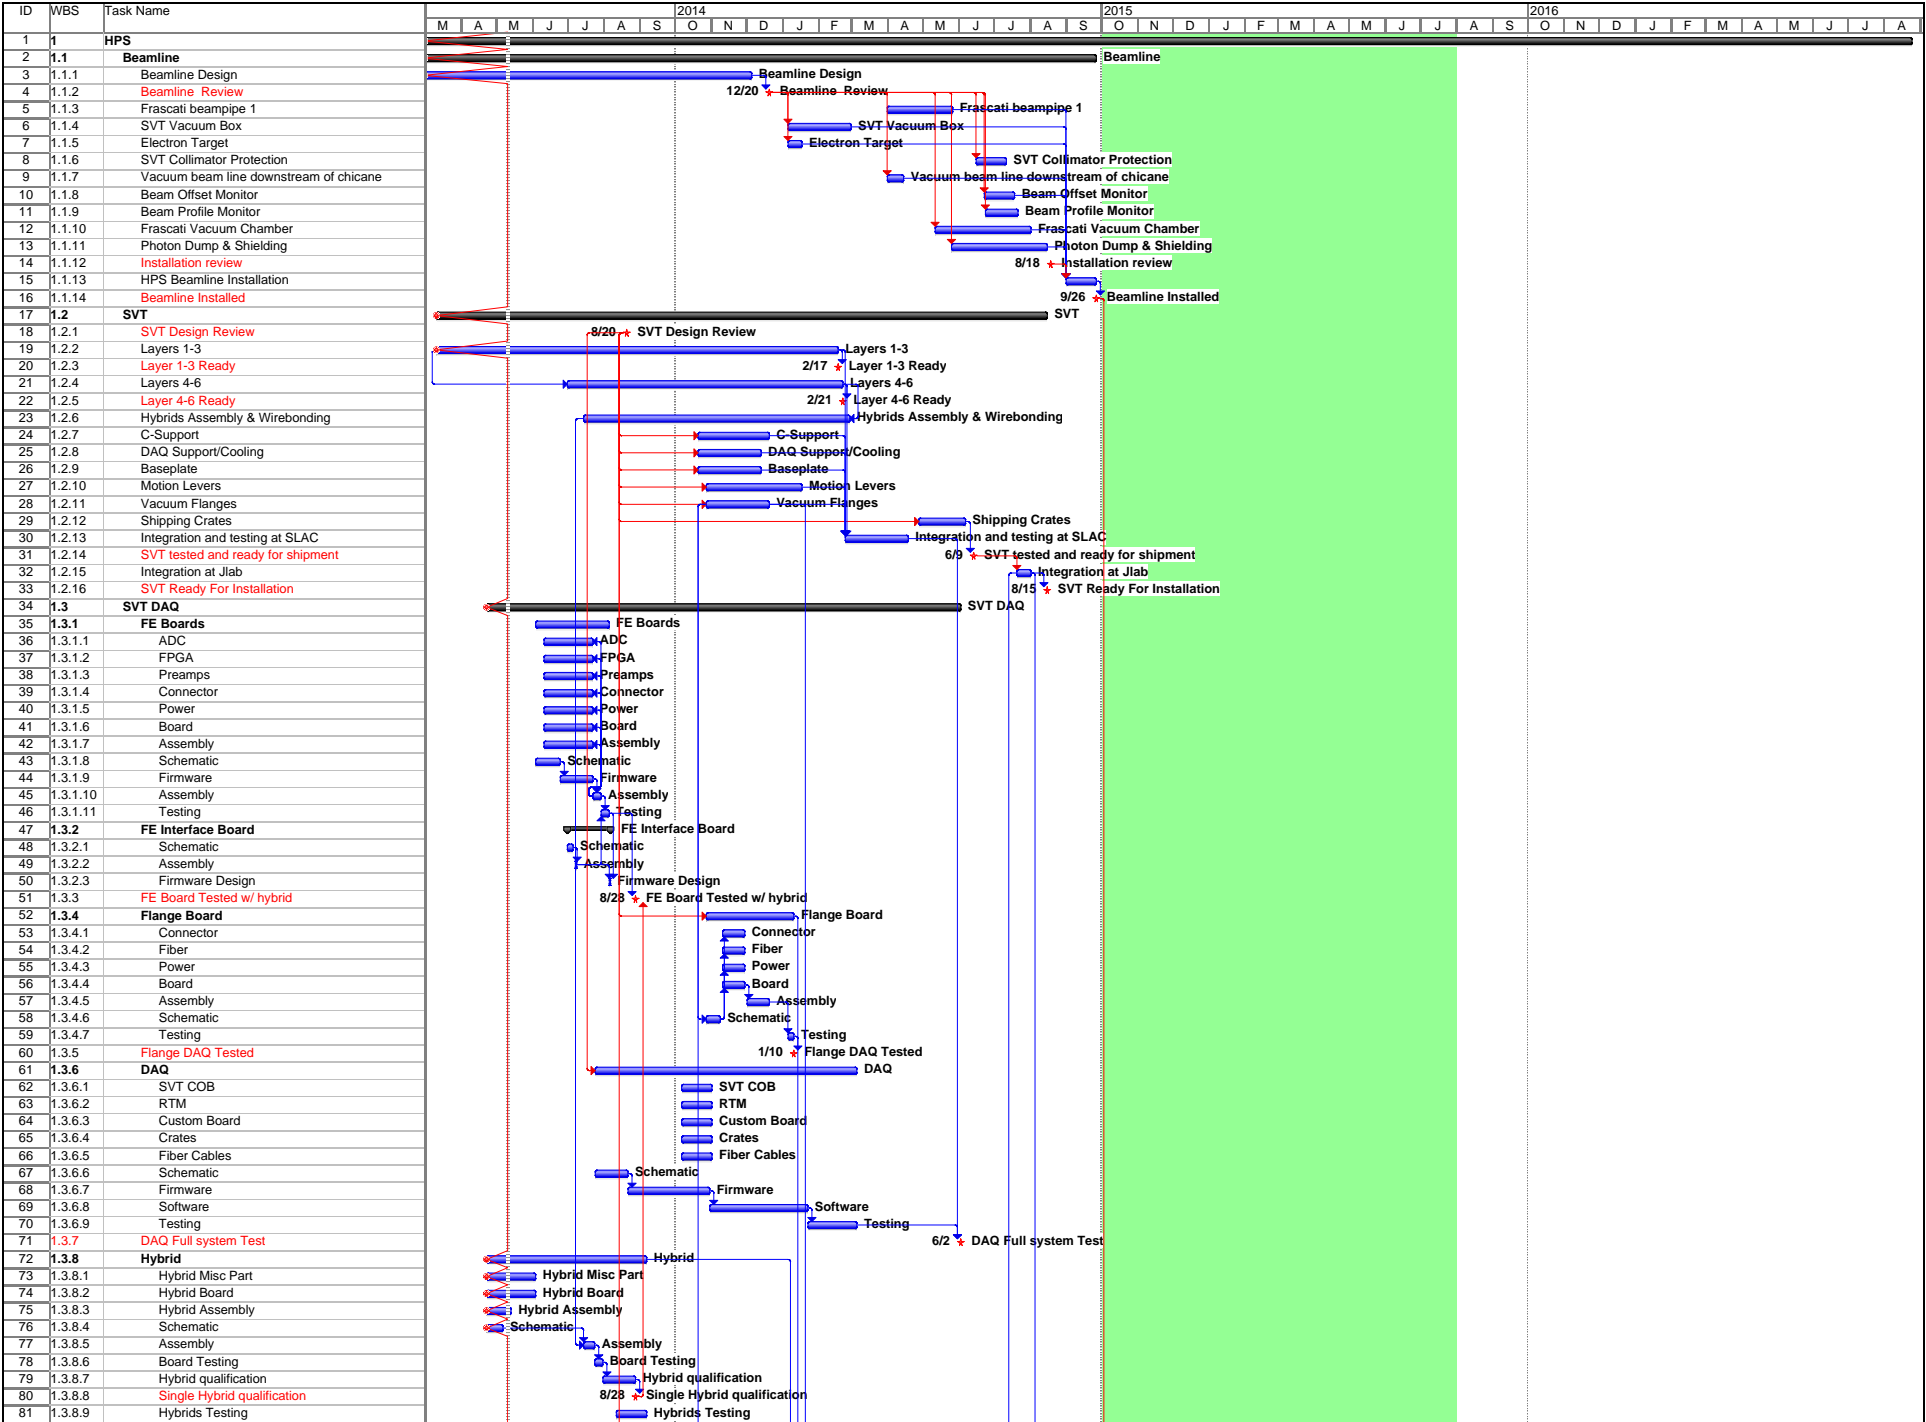 ID WBS Task Name 2014 2015 2016
M A M J J A S O N D J F M A M J J A S O N D J F M A M J J A S O N D J F M A M J J A
1 1 HPS
2 1.1 Beamline Beamline
3 1.1.1 Beamline Design Beamline Design
4 1.1.2 Beamline Review 12/20 Beamline Review
5 1.1.3 Frascati beampipe 1 Frascati beampipe 1
6 1.1.4 SVT Vacuum Box SVT Vacuum Box
7 1.1.5 Electron Target Electron Target
8 1.1.6 SVT Collimator Protection SVT Collimator Protection
9 1.1.7 Vacuum beam line downstream of chicane Vacuum beam line downstream of chicane
10 1.1.8 Beam Offset Monitor Beam Offset Monitor
11 1.1.9 Beam Profile Monitor Beam Profile Monitor
12 1.1.10 Frascati Vacuum Chamber Frascati Vacuum Chamber
13 1.1.11 Photon Dump & Shielding Photon Dump & Shielding
14 1.1.12 Installation review 8/18 Installation review
15 1.1.13 HPS Beamline Installation
16 1.1.14 Beamline Installed 9/26 Beamline Installed
17 1.2 SVT SVT
18 1.2.1 SVT Design Review 8/20 SVT Design Review
19 1.2.2 Layers 1-3 Layers 1-3
20 1.2.3 Layer 1-3 Ready 2/17 Layer 1-3 Ready
21 1.2.4 Layers 4-6 Layers 4-6
22 1.2.5 Layer 4-6 Ready 2/21 Layer 4-6 Ready
23 1.2.6 Hybrids Assembly & Wirebonding Hybrids Assembly & Wirebonding
24 1.2.7 C-Support C-Support
25 1.2.8 DAQ Support/Cooling DAQ Support/Cooling
26 1.2.9 Baseplate Baseplate
27 1.2.10 Motion Levers Motion Levers
28 1.2.11 Vacuum Flanges Vacuum Flanges
29 1.2.12 Shipping Crates Shipping Crates
30 1.2.13 Integration and testing at SLAC Integration and testing at SLAC
31 1.2.14 SVT tested and ready for shipment 6/9 SVT tested and ready for shipment
32 1.2.15 Integration at Jlab Integration at Jlab
33 1.2.16 SVT Ready For Installation 8/15 SVT Ready For Installation
34 1.3 SVT DAQ SVT DAQ
35 1.3.1 FE Boards FE Boards
36 1.3.1.1 ADC ADC
37 1.3.1.2 FPGA FPGA
38 1.3.1.3 Preamps Preamps
39 1.3.1.4 Connector Connector
40 1.3.1.5 Power Power
41 1.3.1.6 Board Board
42 1.3.1.7 Assembly Assembly
43 1.3.1.8 Schematic Schematic
44 1.3.1.9 Firmware Firmware
45 1.3.1.10 Assembly Assembly
46 1.3.1.11 Testing Testing
47 1.3.2 FE Interface Board FE Interface Board
48 1.3.2.1 Schematic Schematic
49 1.3.2.2 Assembly Assembly
50 1.3.2.3 Firmware Design Firmware Design
51 1.3.3 FE Board Tested w/ hybrid 8/28 FE Board Tested w/ hybrid
52 1.3.4 Flange Board Flange Board
53 1.3.4.1 Connector Connector
54 1.3.4.2 Fiber Fiber
55 1.3.4.3 Power Power
56 1.3.4.4 Board Board
57 1.3.4.5 Assembly Assembly
58 1.3.4.6 Schematic Schematic
59 1.3.4.7 Testing Testing
60 1.3.5 Flange DAQ Tested 1/10 Flange DAQ Tested
61 1.3.6 DAQ DAQ
62 1.3.6.1 SVT COB SVT COB
63 1.3.6.2 RTM RTM
64 1.3.6.3 Custom Board Custom Board
65 1.3.6.4 Crates Crates
66 1.3.6.5 Fiber Cables Fiber Cables
67 1.3.6.6 Schematic Schematic
68 1.3.6.7 Firmware Firmware
69 1.3.6.8 Software Software
70 1.3.6.9 Testing Testing
71 1.3.7 DAQ Full system Test 6/2 DAQ Full system Test
72 1.3.8 Hybrid Hybrid
73 1.3.8.1 Hybrid Misc Part Hybrid Misc Part
74 1.3.8.2 Hybrid Board Hybrid Board
75 1.3.8.3 Hybrid Assembly Hybrid Assembly
76 1.3.8.4 Schematic Schematic
77 1.3.8.5 Assembly Assembly
78 1.3.8.6 Board Testing Board Testing
79 1.3.8.7 Hybrid qualification Hybrid qualification
80 1.3.8.8 Single Hybrid qualification 8/28 Single Hybrid qualification
81 1.3.8.9 Hybrids Testing Hybrids Testing